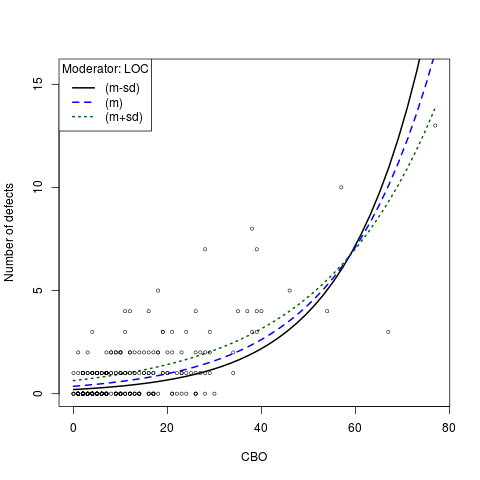 Moderator: LOC
(m-sd)
(m)
(m+sd)
Number of defects
15
10
5
0
0 20 40 60 80
CBO